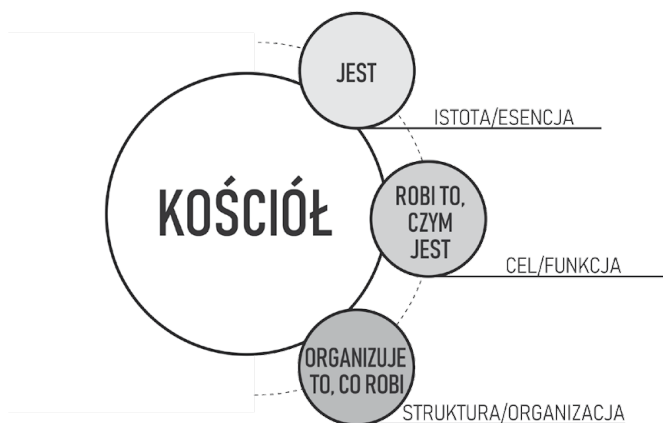 JEST
ISTOTA/ESENCJA
KOŚCIÓŁ
ROBI TO,
CZYM
JEST
CEL/FUNKCJA
ORGANIZUJE
TO, CO ROBI
STRUKTURA/ORGANIZACJA